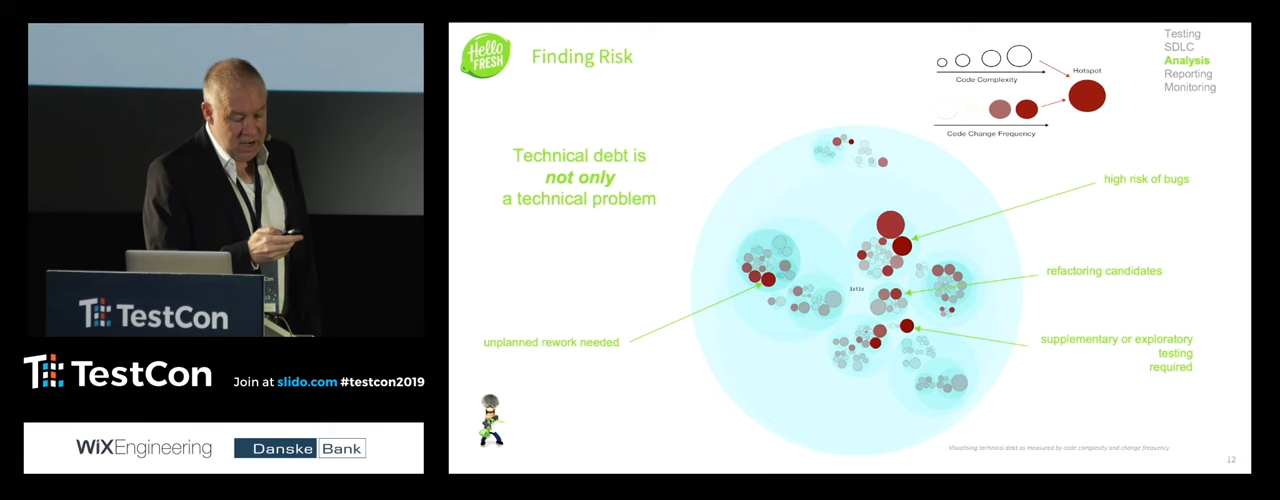 TestCon
TestCon
Join at slido.com #testcon2019
WiXEngineering
Danske Bank
Hello
FRESH
Finding Risk
Testing
SDLC
Analysis
Reporting
Monitoring
Code Complexity
Hotspot
Code Change Frequency
Technical debt is
not only
a technical problem
high risk of bugs
refactoring candidates
supplementary or exploratory
testing
required
unplanned rework needed
Visualising technical debt as measured by code complexity and change frequency
12